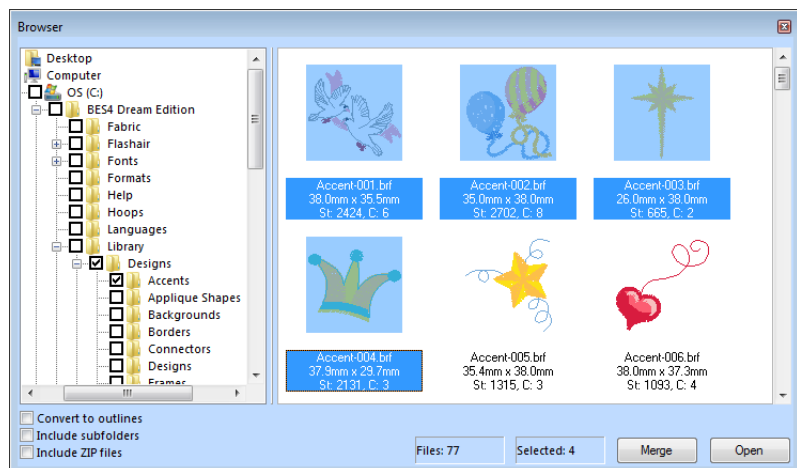 Browser
Desktop
Computer
OS (C:)
BES4 Dream Edition
Fabric
Flashair
Fonts
Formats
Help
Hoops
Languages
Library
Designs
Accents
Applique Shapes
Backgrounds
Borders
Connectors
Designs
Frames
Accent-001.brf
38.0mm x 35.5mm
St: 2424, C: 6
Accent-002.brf
35.0mm x 38.0mm
St: 2702, C: 8
Accent-003.brf
26.0mm x 38.0mm
St: 665, C: 2
Accent-004.brf
37.9mm x 29.7mm
St: 2131, C: 3
Accent-005.brf
35.4mm x 38.0mm
St: 1315, C: 3
Accent-006.brf
38.0mm x 37.3mm
St: 1093, C: 4
Convert to outlines
Include subfolders
Include ZIP files
Files: 77
Selected: 4
Merge
Open